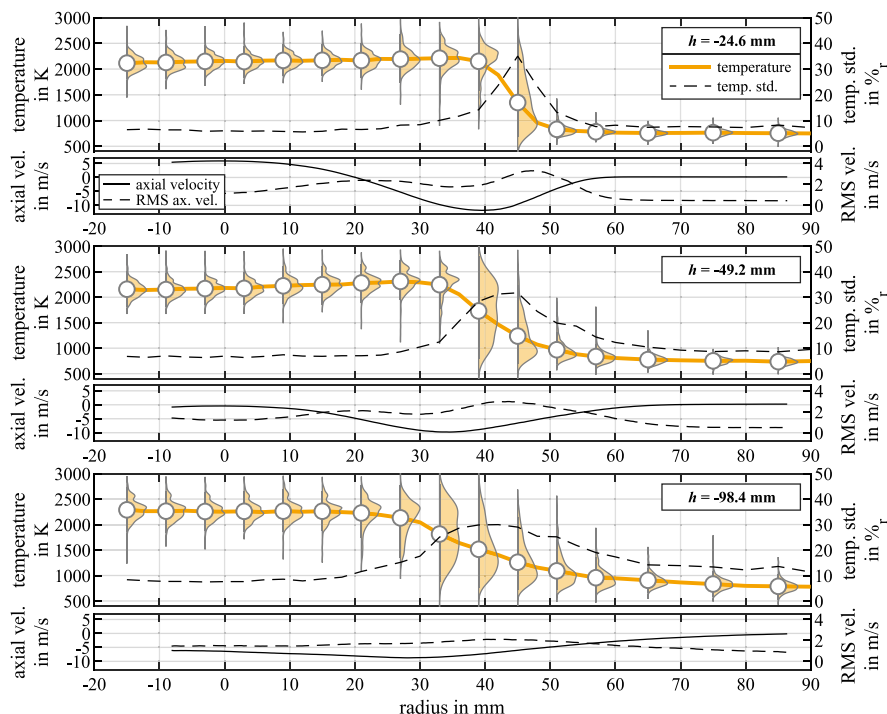 3000
2500
2000
1500
1000
500
temperature
in K
50
40
30
20
10
0
temp. std.
in %r
h = -24.6 mm
temperature
temp. std.
5
0
-5
-10
axial vel.
in m/s
4
2
0
RMS vel.
in m/s
axial velocity
RMS ax. vel.
-20 -10 0 10 20 30 40 50 60 70 80 90
3000
2500
2000
1500
1000
500
temperature
in K
50
40
30
20
10
0
temp. std.
in %r
h = -49.2 mm
5
0
-5
-10
axial vel.
in m/s
4
2
0
RMS vel.
in m/s
-20 -10 0 10 20 30 40 50 60 70 80 90
3000
2500
2000
1500
1000
500
temperature
in K
50
40
30
20
10
0
temp. std.
in %r
h = -98.4 mm
5
0
-5
-10
axial vel.
in m/s
4
2
0
RMS vel.
in m/s
-20 -10 0 10 20 30 40 50 60 70 80 90
radius in mm